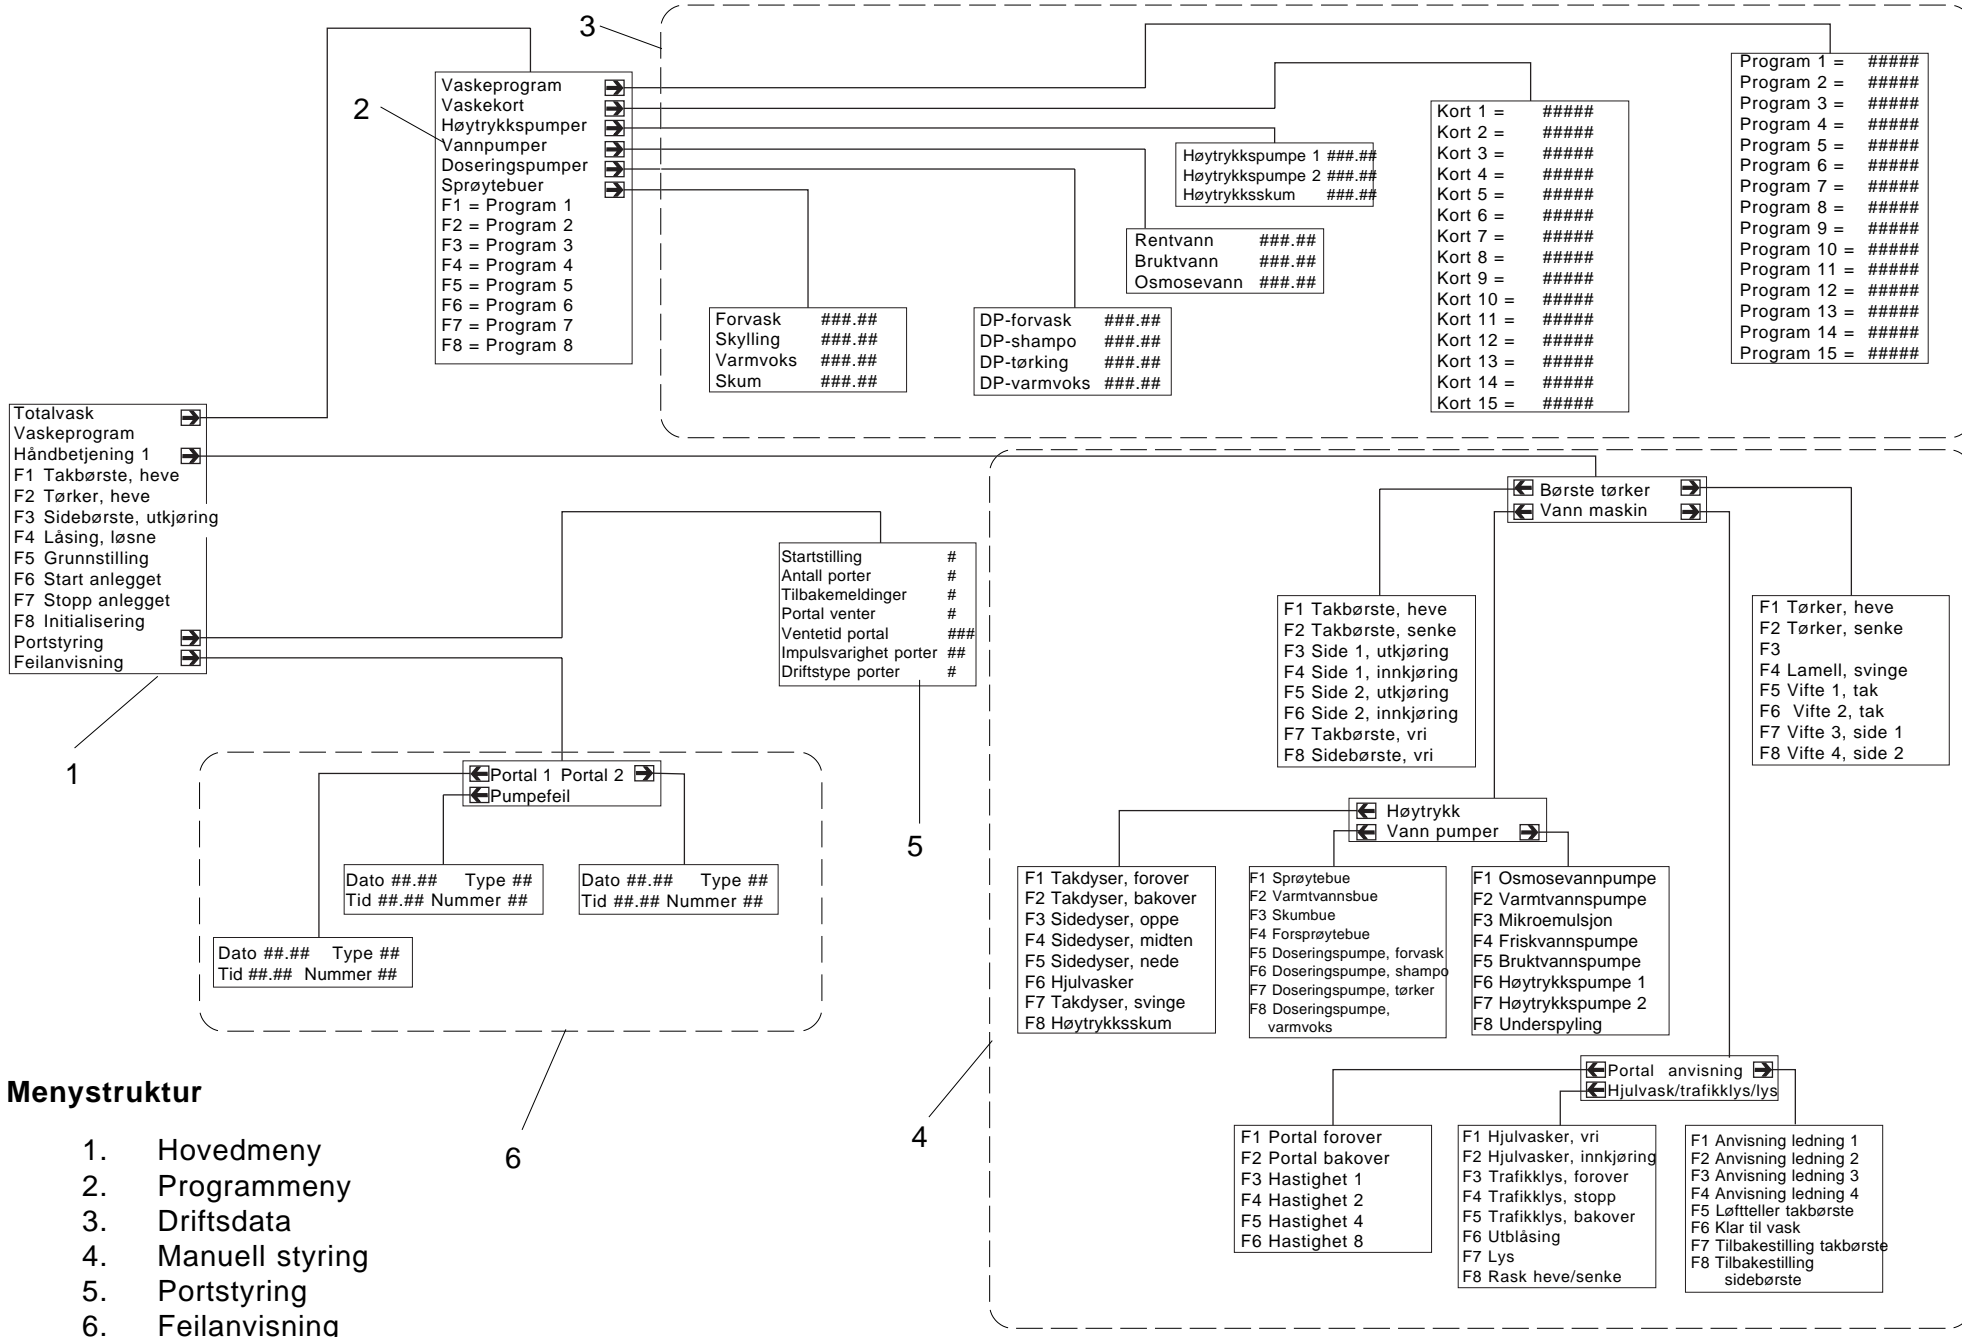 3
Vaskeprogram
Vaskekort
Høytrykkspumper
Vannpumper
Doseringspumper
Sprøytebuer
F1 = Program 1
F2 = Program 2
F3 = Program 3
F4 = Program 4
F5 = Program 5
F6 = Program 6
F7 = Program 7
F8 = Program 8
2
Program 1 = #####
Program 2 = #####
Program 3 = #####
Program 4 = #####
Program 5 = #####
Program 6 = #####
Program 7 = #####
Program 8 = #####
Program 9 = #####
Program 10 = #####
Program 11 = #####
Program 12 = #####
Program 13 = #####
Program 14 = #####
Program 15 = #####
Kort 1 = #####
Kort 2 = #####
Kort 3 = #####
Kort 4 = #####
Kort 5 = #####
Kort 6 = #####
Kort 7 = #####
Kort 8 = #####
Kort 9 = #####
Kort 10 = #####
Kort 11 = #####
Kort 12 = #####
Kort 13 = #####
Kort 14 = #####
Kort 15 = #####
Høytrykkspumpe 1 ###.##
Høytrykkspumpe 2 ###.##
Høytrykksskum ###.##
Rentvann ###.##
Bruktvann ###.##
Osmosevann ###.##
DP-forvask ###.##
DP-shampo ###.##
DP-tørking ###.##
DP-varmvoks ###.##
Forvask ###.##
Skylling ###.##
Varmvoks ###.##
Skum ###.##
Totalvask
Vaskeprogram
Håndbetjening 1
F1 Takbørste, heve
F2 Tørker, heve
F3 Sidebørste, utkjøring
F4 Låsing, løsne
F5 Grunnstilling
F6 Start anlegget
F7 Stopp anlegget
F8 Initialisering
Portstyring
Feilanvisning
1
Startstilling #
Antall porter #
Tilbakemeldinger #
Portal venter #
Ventetid portal ###
Impulsvarighet porter ##
Driftstype porter #
5
Børste tørker
Vann maskin
F1 Takbørste, heve
F2 Takbørste, senke
F3 Side 1, utkjøring
F4 Side 1, innkjøring
F5 Side 2, utkjøring
F6 Side 2, innkjøring
F7 Takbørste, vri
F8 Sidebørste, vri
F1 Tørker, heve
F2 Tørker, senke
F3
F4 Lamell, svinge
F5 Vifte 1, tak
F6 Vifte 2, tak
F7 Vifte 3, side 1
F8 Vifte 4, side 2
Portal 1 Portal 2
Pumpefeil
Dato ##.## Type ##
Tid ##.## Nummer ##
Dato ##.## Type ##
Tid ##.## Nummer ##
Dato ##.## Type ##
Tid ##.## Nummer ##
6
Høytrykk
Vann pumper
F1 Takdyser, forover
F2 Takdyser, bakover
F3 Sidedyser, oppe
F4 Sidedyser, midten
F5 Sidedyser, nede
F6 Hjulvasker
F7 Takdyser, svinge
F8 Høytrykksskum
F1 Sprøytebue
F2 Varmtvannsbue
F3 Skumbue
F4 Forsprøytebue
F5 Doseringspumpe, forvask
F6 Doseringspumpe, shampo
F7 Doseringspumpe, tørker
F8 Doseringspumpe,
varmvoks
F1 Osmosevannpumpe
F2 Varmtvannspumpe
F3 Mikroemulsjon
F4 Friskvannspumpe
F5 Bruktvannspumpe
F6 Høytrykkspumpe 1
F7 Høytrykkspumpe 2
F8 Underspyling
4
Portal anvisning
Hjulvask/trafikklys/lys
F1 Portal forover
F2 Portal bakover
F3 Hastighet 1
F4 Hastighet 2
F5 Hastighet 4
F6 Hastighet 8
F1 Hjulvasker, vri
F2 Hjulvasker, innkjøring
F3 Trafikklys, forover
F4 Trafikklys, stopp
F5 Trafikklys, bakover
F6 Utblåsing
F7 Lys
F8 Rask heve/senke
F1 Anvisning ledning 1
F2 Anvisning ledning 2
F3 Anvisning ledning 3
F4 Anvisning ledning 4
F5 Løftteller takbørste
F6 Klar til vask
F7 Tilbakestilling takbørste
F8 Tilbakestilling
sidebørste
Menystruktur
1. Hovedmeny
2. Programmeny
3. Driftsdata
4. Manuell styring
5. Portstyring
6. Feilanvisning